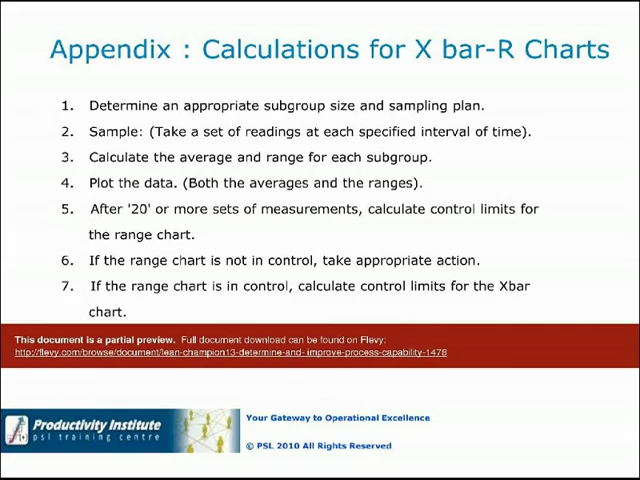 Appendix : Calculations for X bar-R Charts
1. Determine an appropriate subgroup size and sampling plan.
2. Sample: (Take a set of readings at each specified interval of time).
3. Calculate the average and range for each subgroup.
4. Plot the data. (Both the averages and the ranges).
5. After '20' or more sets of measurements, calculate control limits for
the range chart.
6. If the range chart is not in control, take appropriate action.
7. If the range chart is in control, calculate control limits for the Xbar
chart.
This document is a partial preview. Full document download can be found on Flevy:
http://flevy.com/browse/document/lean-champion13-determine-and- improve-process-capability-1478
Productivity Institute
psl training centre
Your Gateway to Operational Excellence
© PSL 2010 All Rights Reserved